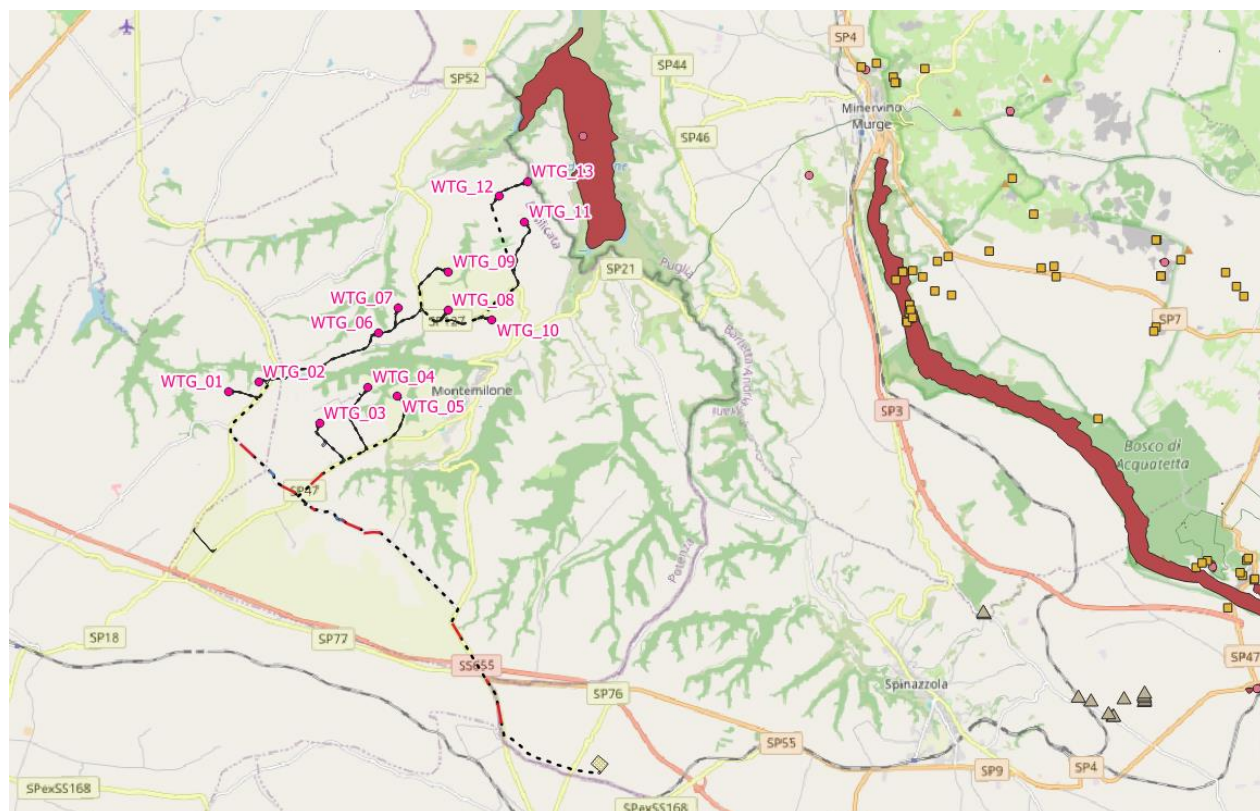 SP4
SP52
SP44
Minervino
Murge
SP46
WTG_13
WTG_12
WTG_11
SP21
Puglia
WTG_09
WTG_07
WTG_08
SP7
WTG_06
WTG_10
WTG_02
WTG_01
WTG_04
Montemilone
WTG_05
WTG_03
SP3
Bosco di
Acquatetta
SP47
Potenza
SP18
SP77
SS655
SP76
Spinazzola
SP47
SP55
SP9
SP4
SPexSS168
SPexSS168